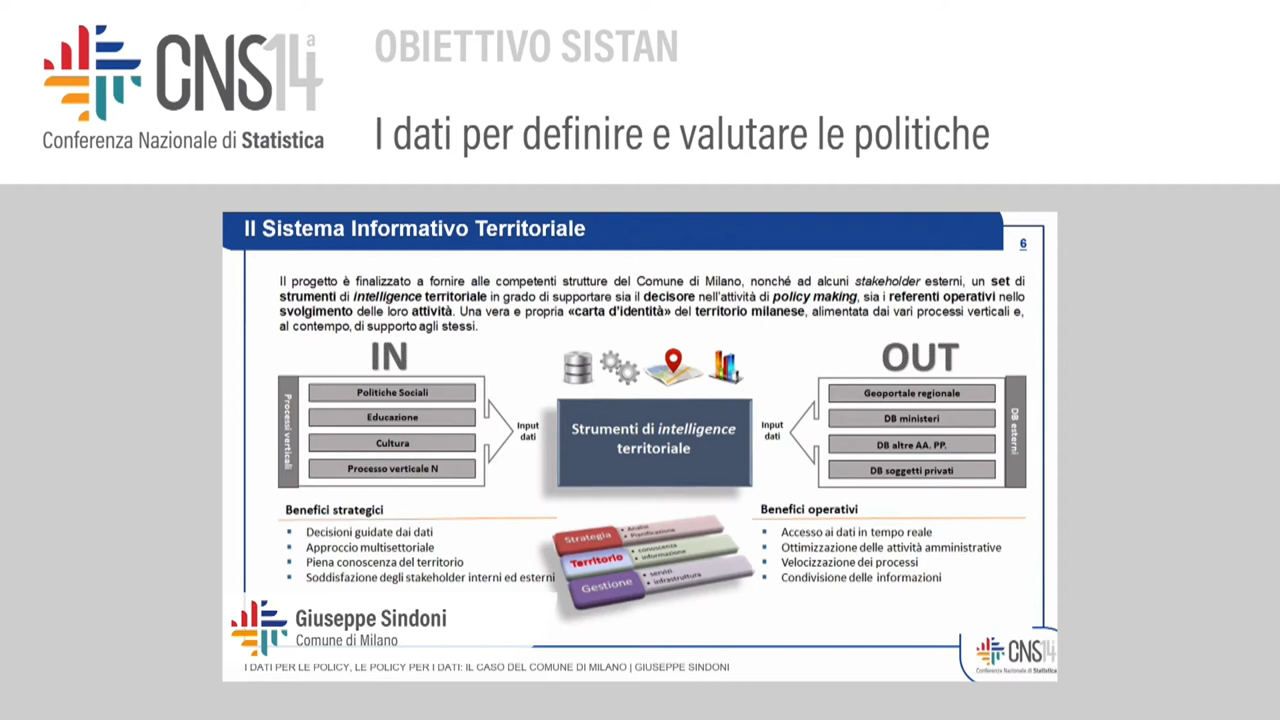 CNS14a
Conferenza Nazionale di Statistica
OBIETTIVO SISTAN
I dati per definire e valutare le politiche
Il Sistema Informativo Territoriale
6
Il progetto è finalizzato a fornire alle competenti strutture del Comune di Milano, nonché ad alcuni stakeholder esterni, un set di
strumenti di intelligence territoriale in grado di supportare sia il decisore nell'attività di policy making, sia i referenti operativi nello
svolgimento delle loro attività. Una vera e propria «carta d'identità» del territorio milanese, alimentata dai vari processi verticali e,
al contempo, di supporto agli stessi.
IN
Processi verticali
Politiche Sociali
Educazione
Cultura
Processo verticale N
Input
dati
Strumenti di intelligence
territoriale
Input
dati
OUT
Geoportale regionale
DB ministeri
DB altre AA. PP.
DB soggetti privati
DB esterni
Benefici strategici
Decisioni guidate dai dati
Approccio multisettoriale
Piena conoscenza del territorio
Soddisfazione degli stakeholder interni ed esterni
Strategia
Analisi
Pianificazione
Territorio
conoscenza
informazione
Gestione
servizi
infrastruttura
Benefici operativi
Accesso ai dati in tempo reale
Ottimizzazione delle attività amministrative
Velocizzazione dei processi
Condivisione delle informazioni
Giuseppe Sindoni
Comune di Milano
I DATI PER LE POLICY, LE POLICY PER I DATI: IL CASO DEL COMUNE DI MILANO | GIUSEPPE SINDONI
CNS14
Conferenza Nazionale di Statistica